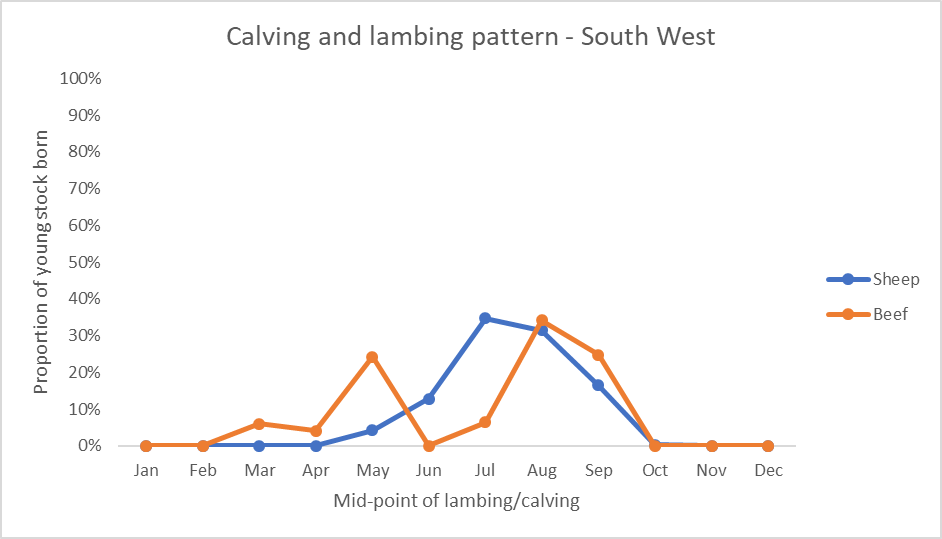 Calving and lambing pattern - South West
Proportion of young stock born
100%
90%
80%
70%
60%
50%
40%
30%
20%
10%
0%
Jan Feb Mar Apr May Jun Jul Aug Sep Oct Nov Dec
Mid-point of lambing/calving
Sheep
Beef